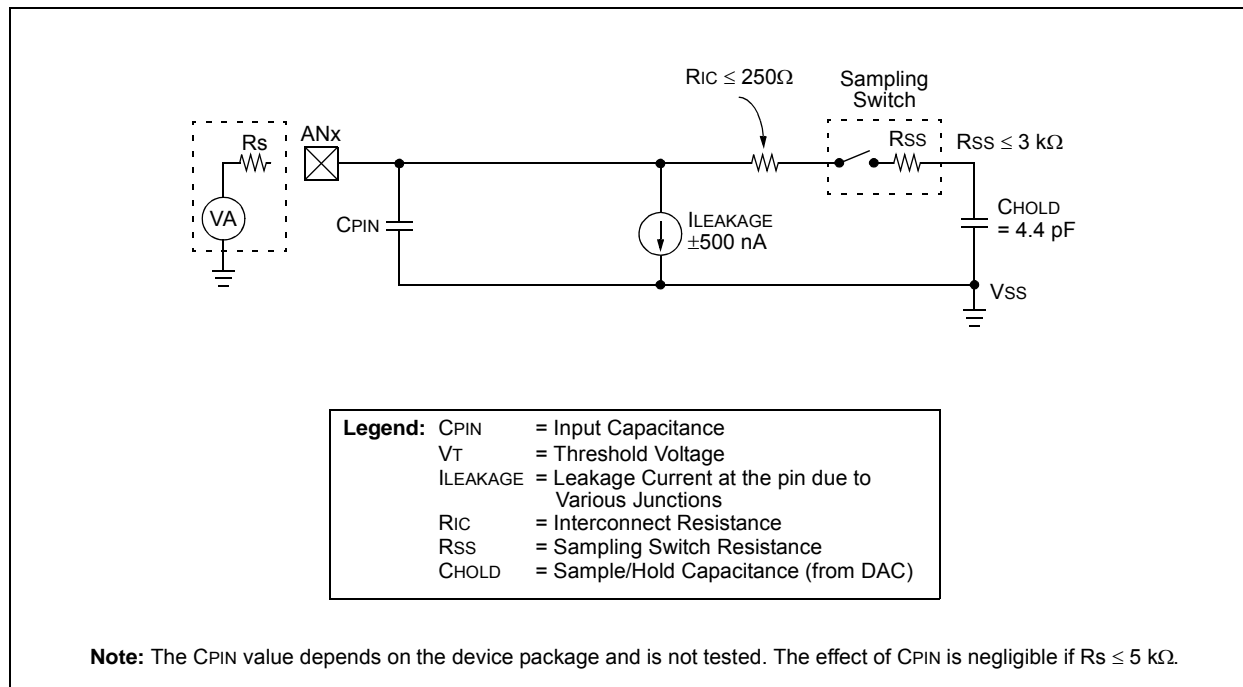 RIC ≤ 250Ω
Sampling
Switch
Rs
ANx
RSS
RSS ≤ 3 kΩ
VA
CPIN
ILEAKAGE
±500 nA
CHOLD
= 4.4 pF
VSS
Legend: CPIN = Input Capacitance
VT = Threshold Voltage
ILEAKAGE = Leakage Current at the pin due to
Various Junctions
RIC = Interconnect Resistance
RSS = Sampling Switch Resistance
CHOLD = Sample/Hold Capacitance (from DAC)
Note: The CPIN value depends on the device package and is not tested. The effect of CPIN is negligible if Rs ≤ 5 kΩ.